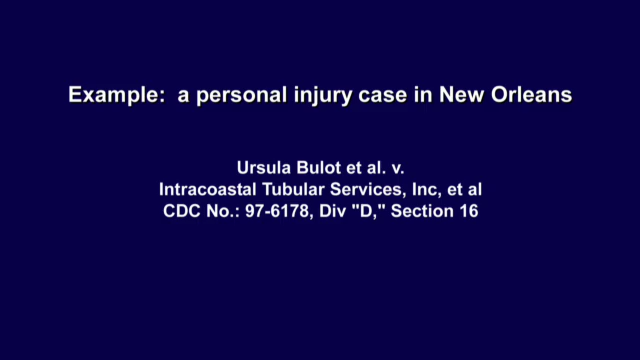 Example:  a personal injury case in New Orleans
Ursula Bulot et al. v.
Intracoastal Tubular Services, Inc, et al
CDC No.: 97-6178, Div "D," Section 16